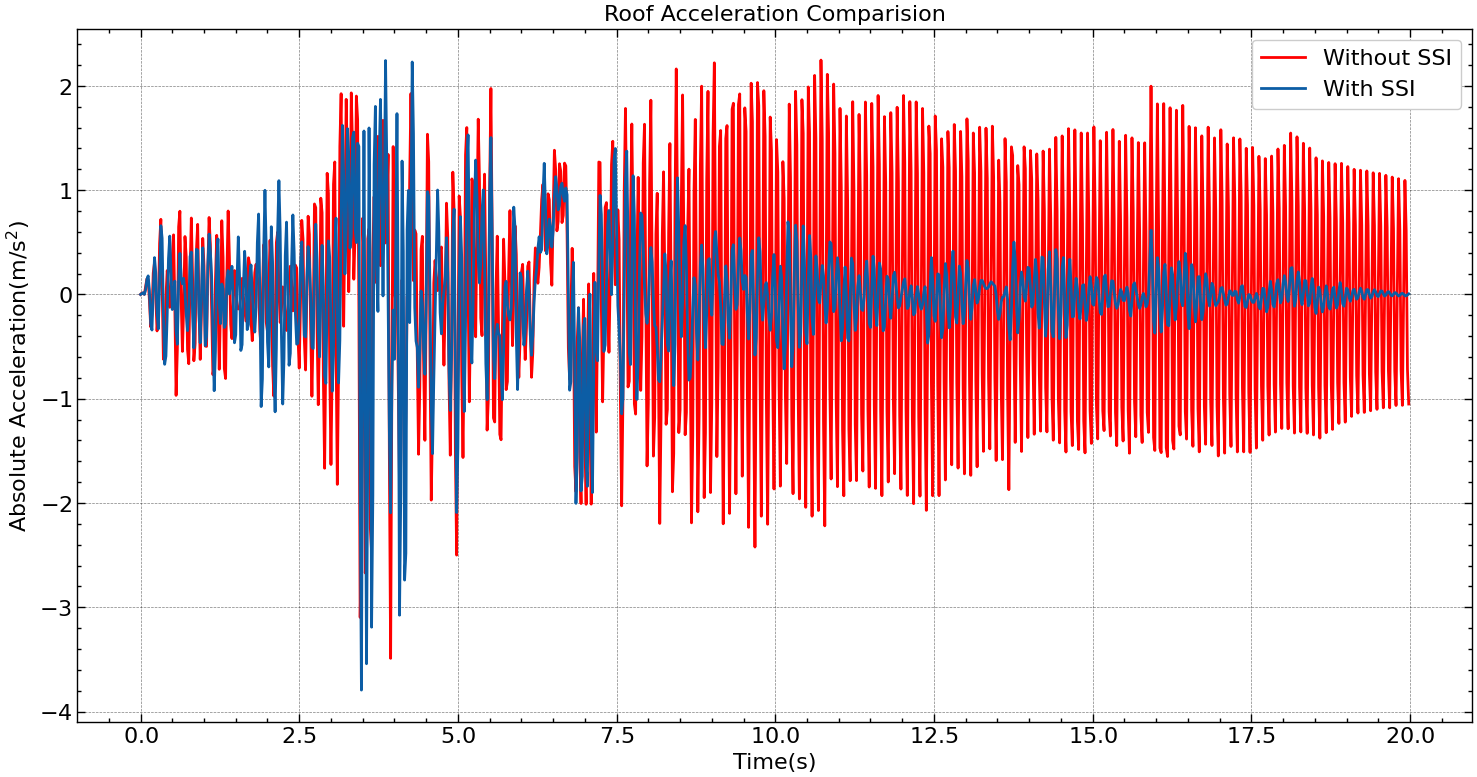 Roof Acceleration Comparision
Without SSI
With SSI
Absolute Acceleration(m/s²)
2
1
0
−1
−2
−3
−4
0.0 2.5 5.0 7.5 10.0 12.5 15.0 17.5 20.0
Time(s)